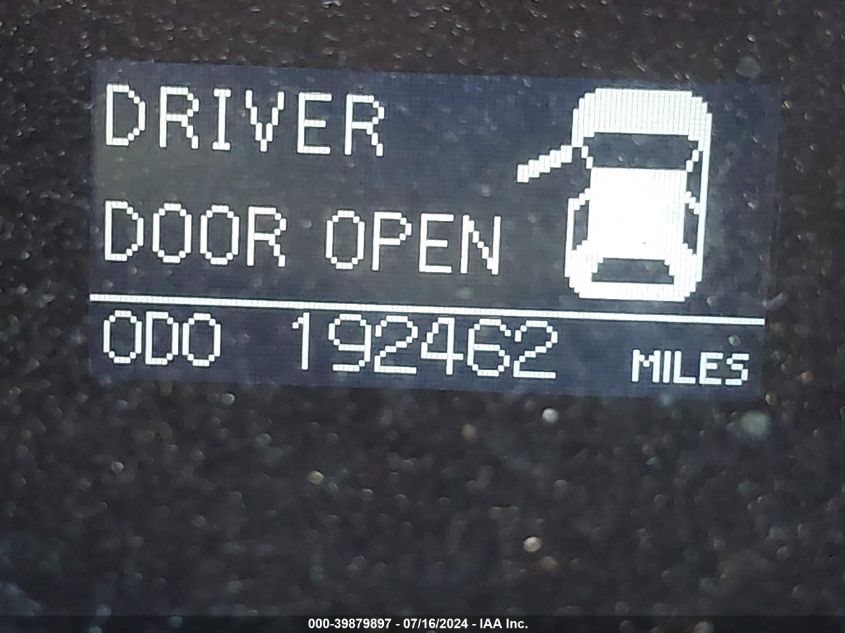 DRIVER
DOOR OPEN
ODO 192462 MILES
000-39879897 - 07/16/2024 - IAA Inc.